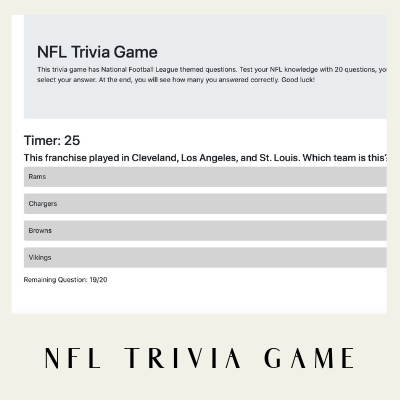 NFL Trivia Game
This trivia game has National Football League themed questions. Test your NFL knowledge with 20 questions, you
select your answer. At the end, you will see how many you answered correctly. Good luck!
Timer: 25
This franchise played in Cleveland, Los Angeles, and St. Louis. Which team is this?
Rams
Chargers
Browns
Vikings
Remaining Question: 19/20
NFL TRIVIA GAME